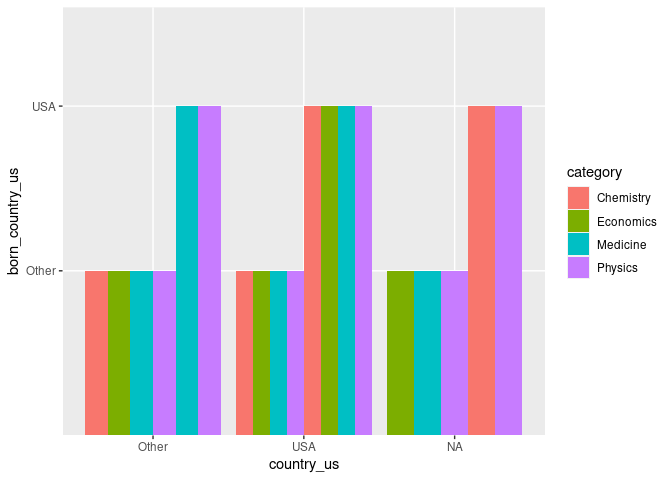 USA
Other
born_country_us
Other
USA
NA
country_us
category
Chemistry
Economics
Medicine
Physics